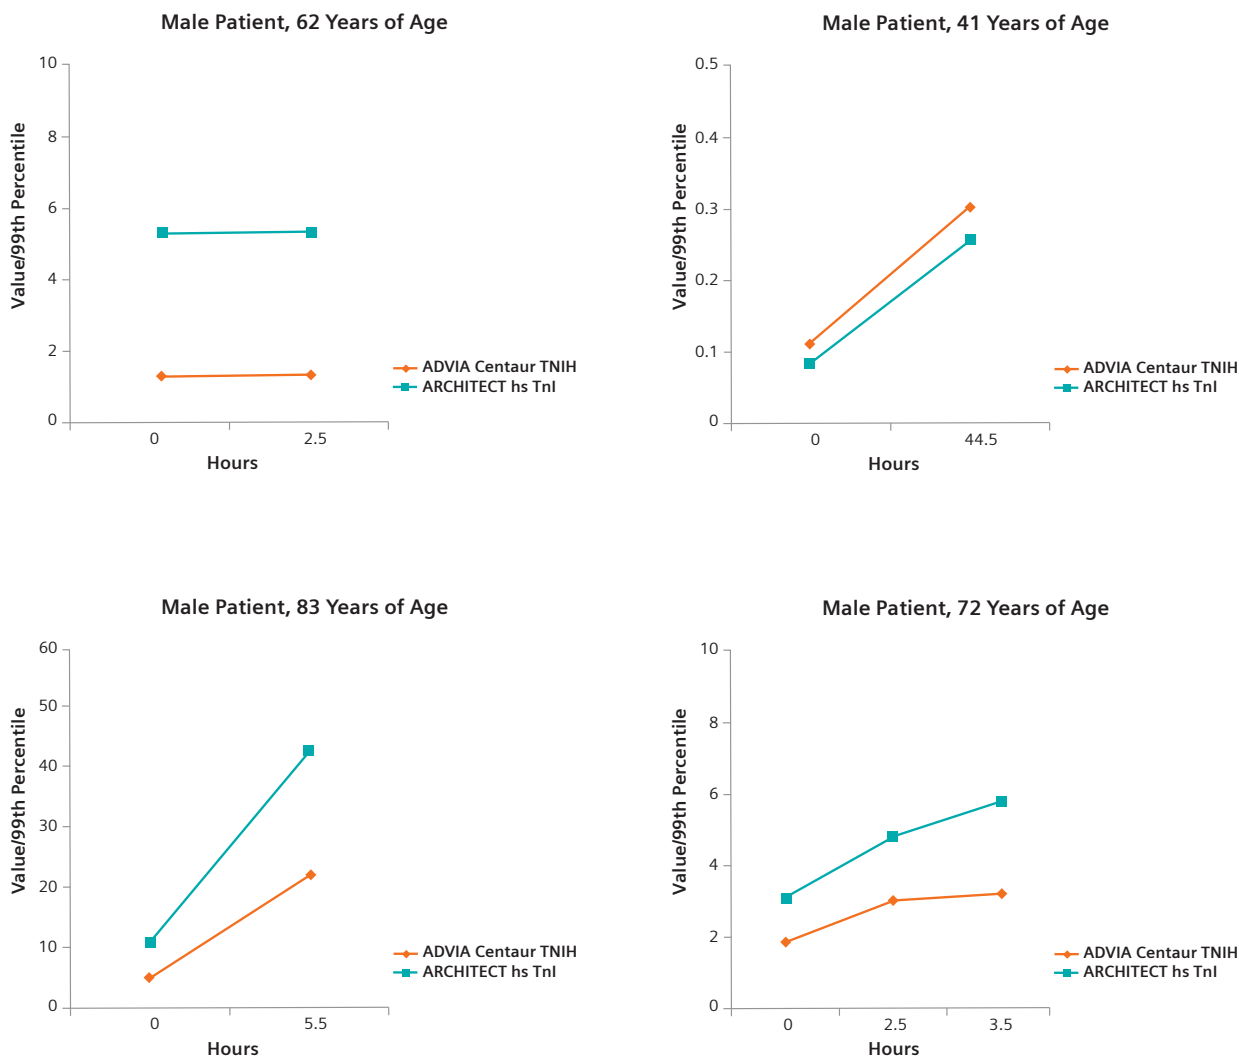 Male Patient, 62 Years of Age
Value/99th Percentile
10
8
6
4
2
0
0 2.5
Hours
ADVIA Centaur TNIH
ARCHITECT hs TnI
Male Patient, 41 Years of Age
Value/99th Percentile
0.5
0.4
0.3
0.2
0.1
0
0 44.5
Hours
ADVIA Centaur TNIH
ARCHITECT hs TnI
Male Patient, 83 Years of Age
Value/99th Percentile
60
50
40
30
20
10
0
0 5.5
Hours
ADVIA Centaur TNIH
ARCHITECT hs TnI
Male Patient, 72 Years of Age
Value/99th Percentile
10
8
6
4
2
0
0 2.5 3.5
Hours
ADVIA Centaur TNIH
ARCHITECT hs TnI